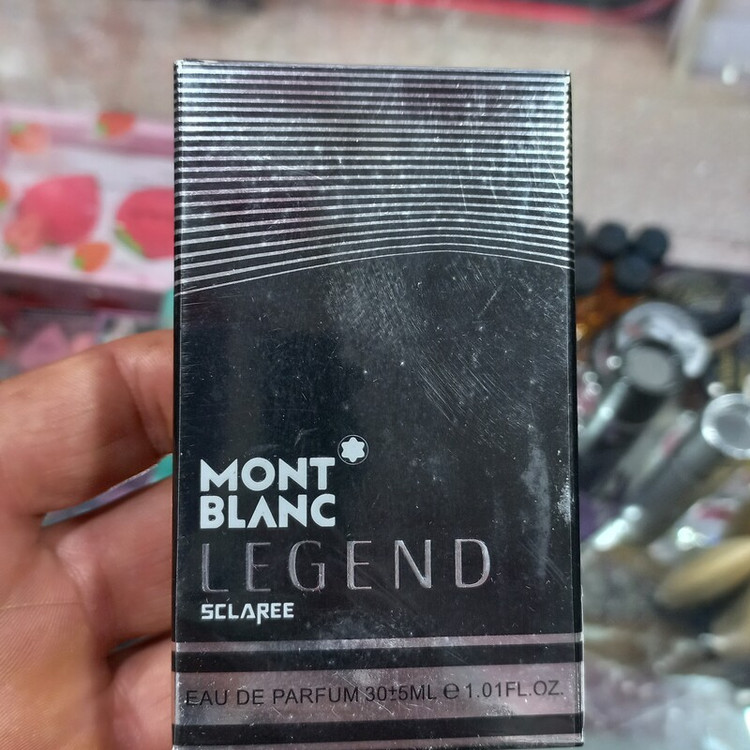 MONT
BLANC
LEGEND
SCLAREE
EAU DE PARFUM 30±5ML ℮ 1.01FL.OZ.